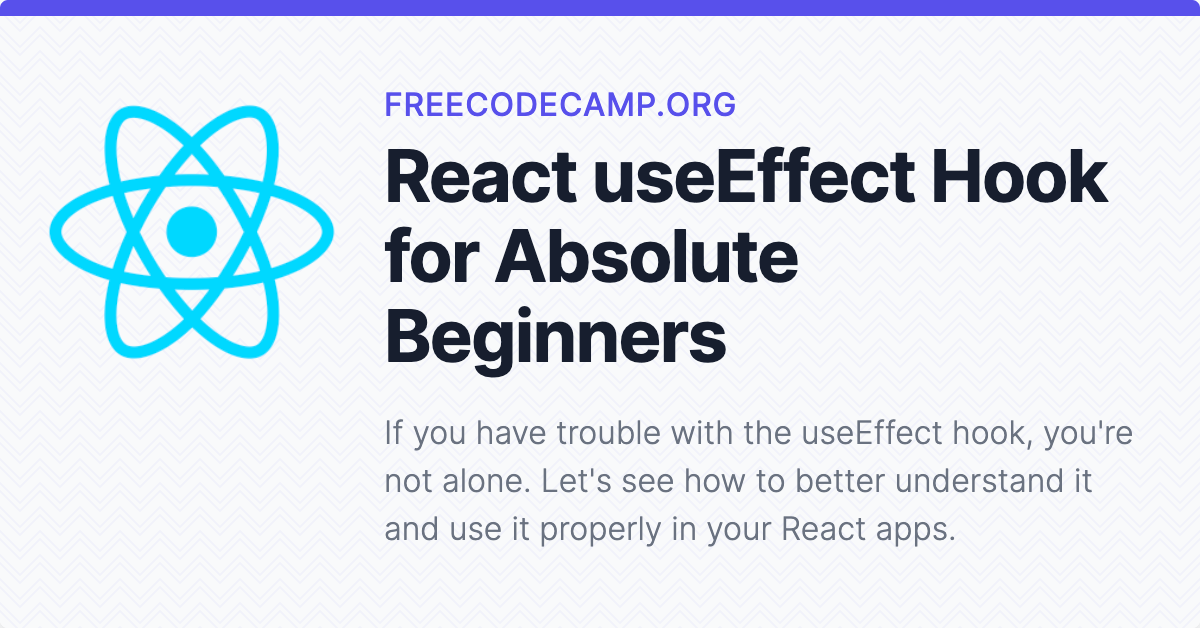 FREECODECAMP.ORG
React useEffect Hook
for Absolute
Beginners
If you have trouble with the useEffect hook, you're
not alone. Let's see how to better understand it
and use it properly in your React apps.